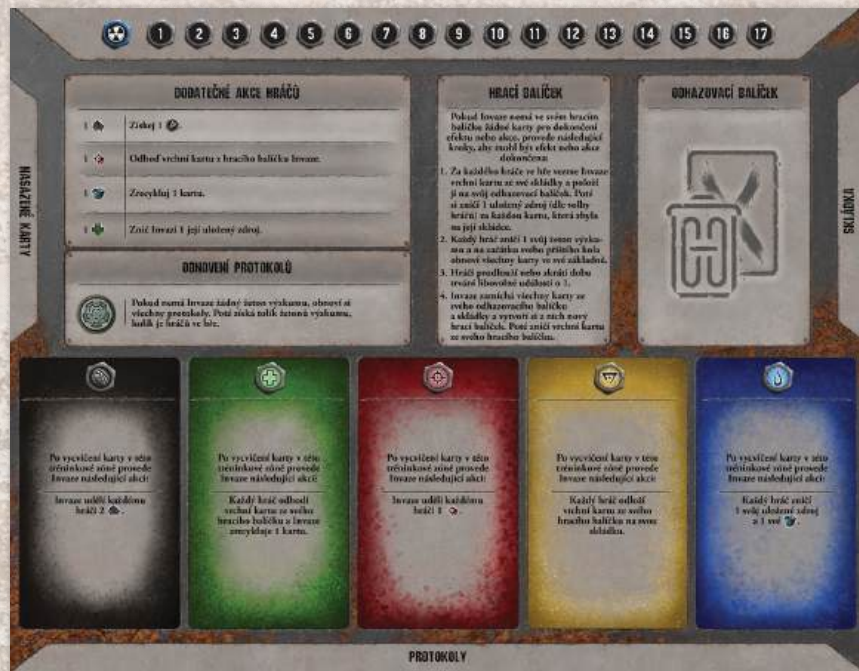 1 2 3 4 5 6 7 8 9 10 11 12 13 14 15 16 17
NASAZENÉ KARTY
DODATEČNÉ AKCE HRÁČŮ
1 Získej 1 .
1 Odhoď vrchní kartu z hracího balíčku Invaze.
1 Zrecykluj 1 kartu.
1 Znič Invazi 1 její uložený zdroj.
OBNOVENÍ PROTOKOLŮ
Pokud nemá Invaze žádný žeton výzkumu, obnoví si
všechny protokoly. Poté získá tolik žetonů výzkumu,
kolik je hráčů ve hře.
HRACÍ BALÍČEK
Pokud Invaze nemá ve svém hracím
balíčku žádné karty pro dokončení
efektu nebo akce, provede následující
kroky, aby mohl být efekt nebo akce
dokončena:
1. Za každého hráče ve hře vezme Invaze
vrchní kartu ze své skládky a položí
ji na svůj odhazovací balíček. Poté
si zničí 1 uložený zdroj (dle volby
hráčů) za každou kartu, která zbyla
na její skládce.
2. Každý hráč zničí 1 svůj žeton výzku-
mu a na začátku svého příštího kola
obnoví všechny karty ve své základně.
3. Hráči prodlouží nebo zkrátí dobu
trvání libovolné události o 1.
4. Invaze zamíchá všechny karty ze
svého odhazovacího balíčku
a skládky a vytvoří si z nich nový
hrací balíček. Poté zničí vrchní kartu
ze svého hracího balíčku.
ODHAZOVACÍ BALÍČEK
SKLÁDKA
Po vycvičení karty v této
tréninkové zóně provede
Invaze následující akci:
Invaze udělí každému
hráči 2 .
Po vycvičení karty v této
tréninkové zóně provede
Invaze následující akci:
Každý hráč odhodí
vrchní kartu ze svého
hracího balíčku a Invaze
zrecykluje 1 kartu.
Po vycvičení karty v této
tréninkové zóně provede
Invaze následující akci:
Invaze udělí každému
hráči 1 .
Po vycvičení karty v této
tréninkové zóně provede
Invaze následující akci:
Každý hráč odloží
vrchní kartu ze svého
hracího balíčku na svou
skládku.
Po vycvičení karty v této
tréninkové zóně provede
Invaze následující akci:
Každý hráč zničí
1 svůj uložený zdroj
a 1 své .
PROTOKOLY